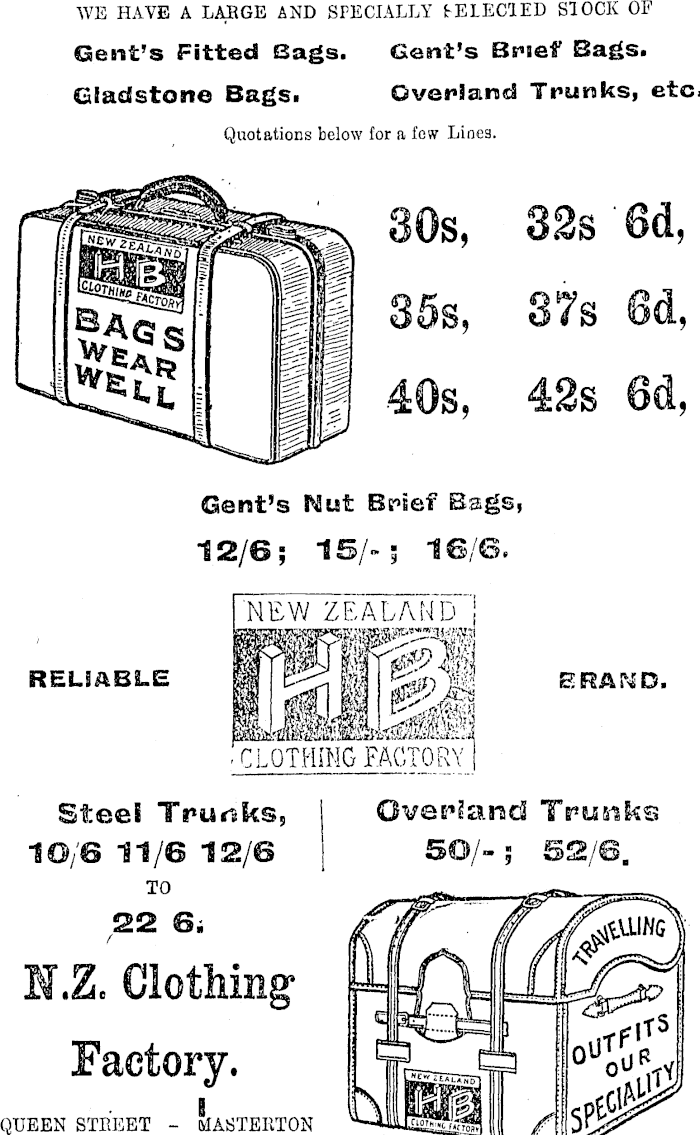 WE HAVE A LARGE AND SPECIALLY SELECTED STOCK OF
Gent's Fitted Bags. Gent's Brief Bags.
Gladstone Bags. Overland Trunks, etc.
Quotations below for a few Lines.
30s, 32s 6d,
35s, 37s 6d,
40s, 42s 6d,
NEW ZEALAND
HB
CLOTHING FACTORY
BAGS
WEAR
WELL
Gent's Nut Brief Bags,
12/6; 15/-; 16/6.
NEW ZEALAND
RELIABLE HB BRAND.
CLOTHING FACTORY
Steel Trunks,
10/6 11/6 12/6
TO
22 6.
Overland Trunks
50/-; 52/6.
N.Z. Clothing
Factory.
QUEEN STREET - MASTERTON
TRAVELLING
OUTFITS
OUR
SPECIALITY
NEW ZEALAND
HB
CLOTHING FACTORY